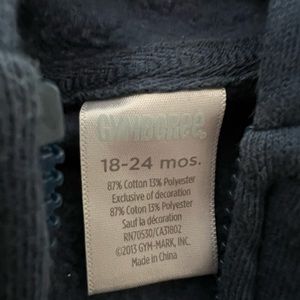 GYMBOREE
18-24 mos.
87% Cotton 13% Polyester
Exclusive of decoration
87% Coton 13% Polyester
Sauf la décoration
RN70530/CA31802
©2013 GYM-MARK, INC.
Made in China